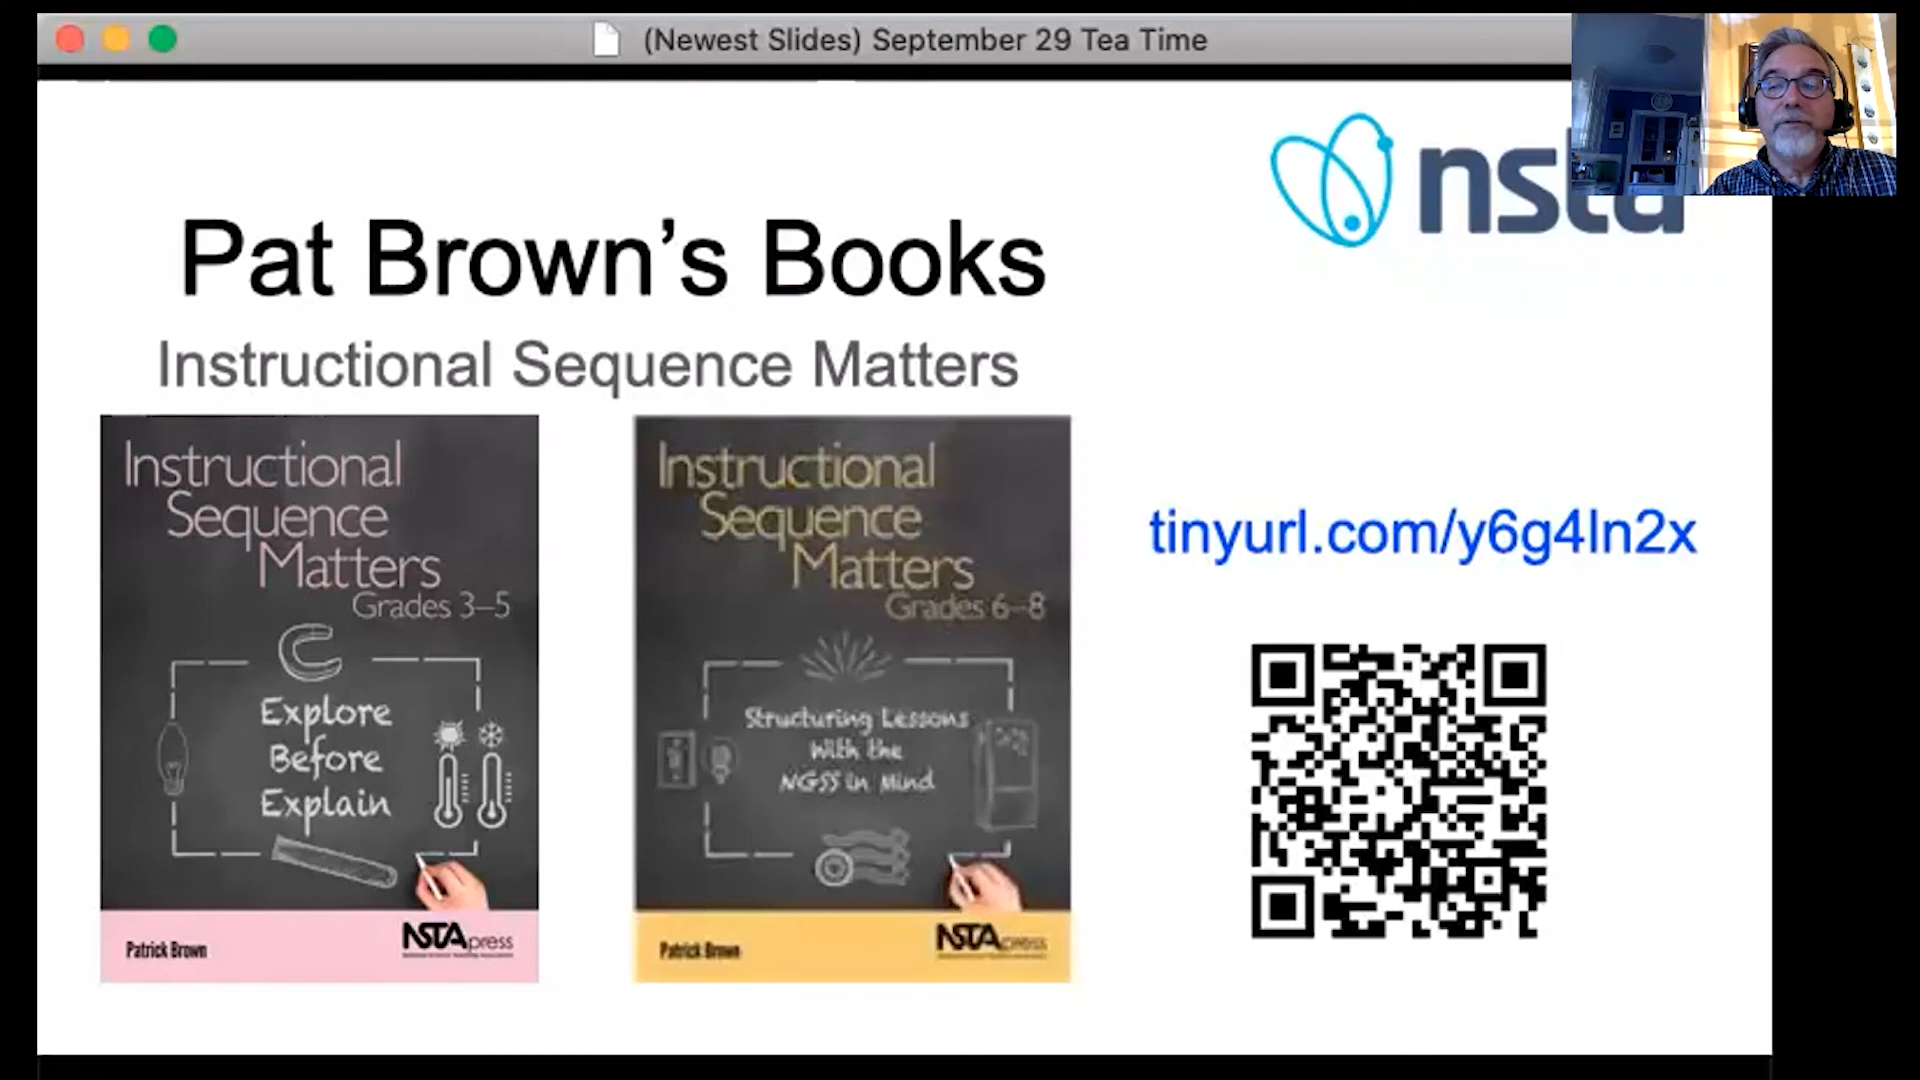 (Newest Slides) September 29 Tea Time
nsta
Pat Brown's Books
Instructional Sequence Matters
Instructional
Sequence
Matters
Grades 3–5
Explore
Before
Explain
Patrick Brown
NSTApress
Instructional
Sequence
Matters
Grades 6–8
Structuring Lessons
With the
NGSS in Mind
Patrick Brown
NSTApress
tinyurl.com/y6g4ln2x